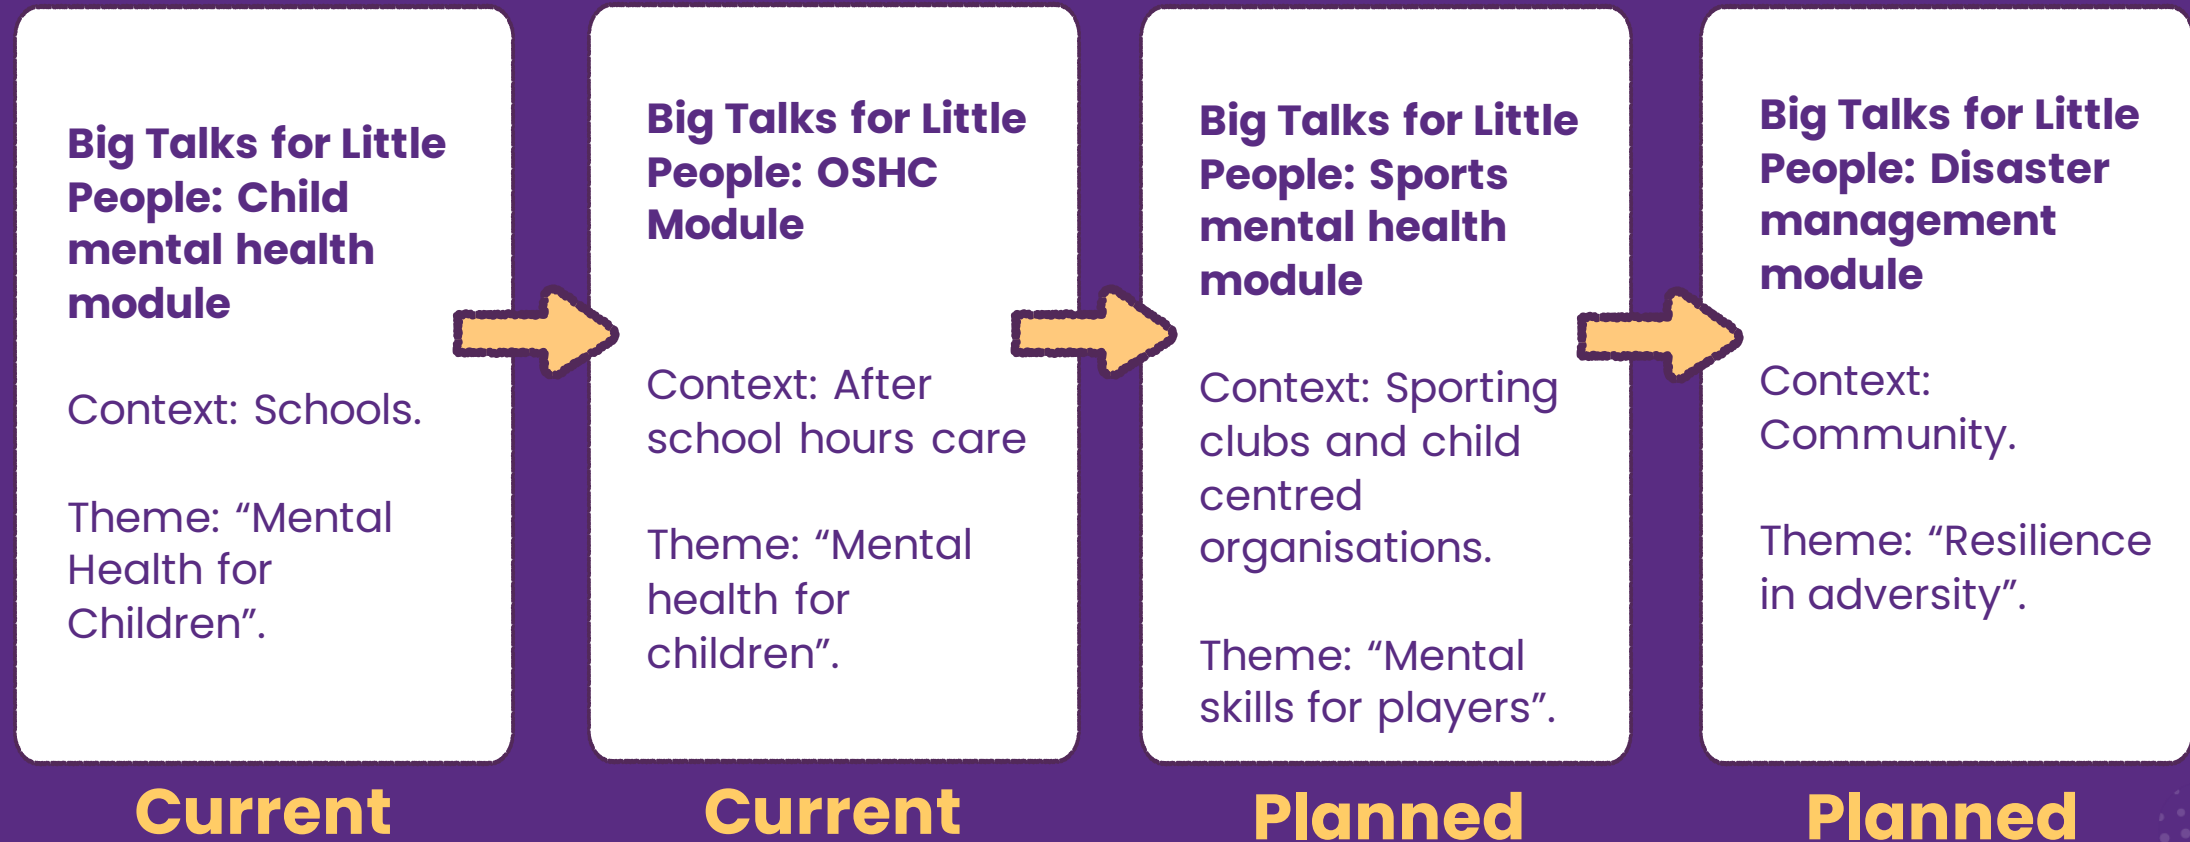 Big Talks for Little
People: Child
mental health
module
Context: Schools.
Theme: “Mental
Health for
Children”.
Current
Big Talks for Little
People: OSHC
Module
Context: After
school hours care
Theme: “Mental
health for
children”.
Current
Big Talks for Little
People: Sports
mental health
module
Context: Sporting
clubs and child
centred
organisations.
Theme: “Mental
skills for players”.
Planned
Big Talks for Little
People: Disaster
management
module
Context:
Community.
Theme: “Resilience
in adversity”.
Planned